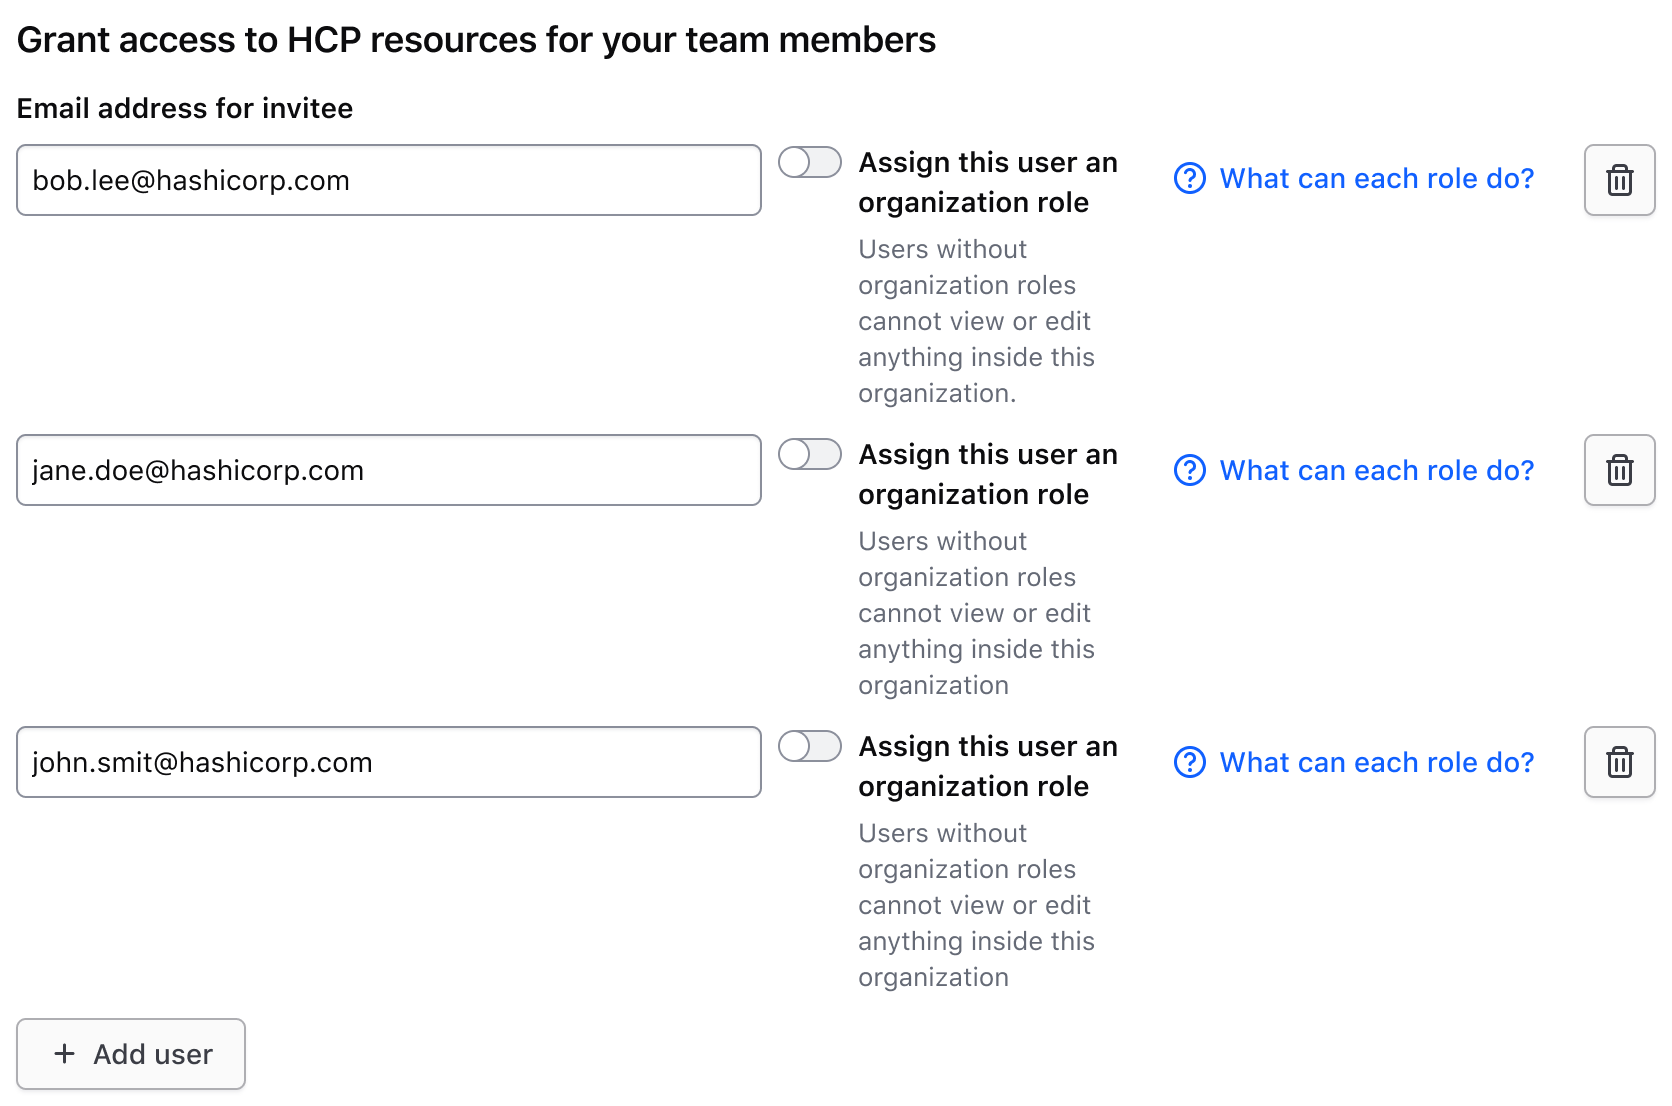 Grant access to HCP resources for your team members
Email address for invitee
bob.lee@hashicorp.com
Assign this user an
organization role
Users without
organization roles
cannot view or edit
anything inside this
organization.
What can each role do?
jane.doe@hashicorp.com
Assign this user an
organization role
Users without
organization roles
cannot view or edit
anything inside this
organization
What can each role do?
john.smit@hashicorp.com
Assign this user an
organization role
Users without
organization roles
cannot view or edit
anything inside this
organization
What can each role do?
+ Add user